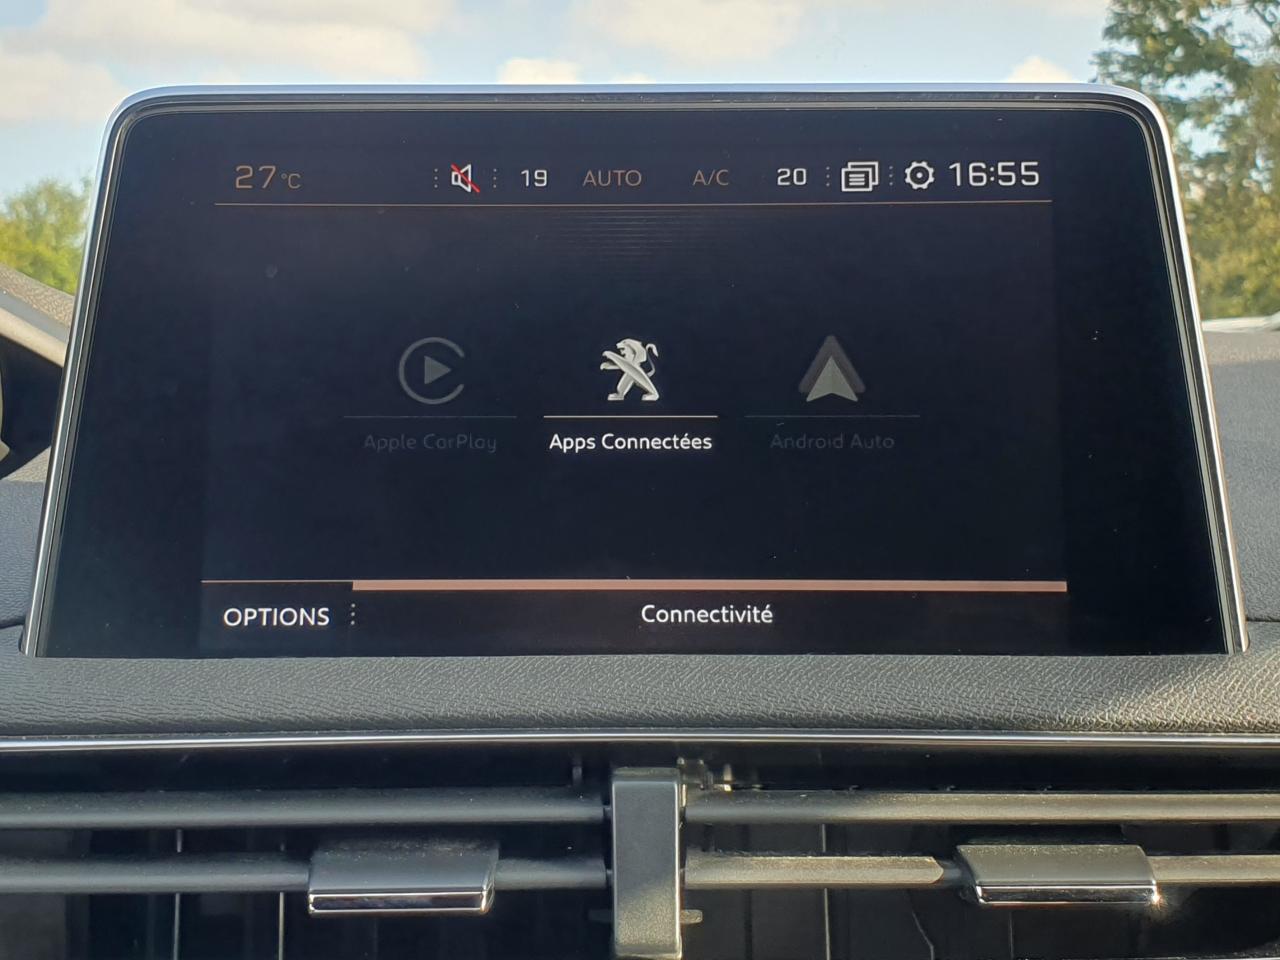 27 °C 19 AUTO A/C 20 16:55
Apple CarPlay Apps Connectées Android Auto
OPTIONS Connectivité